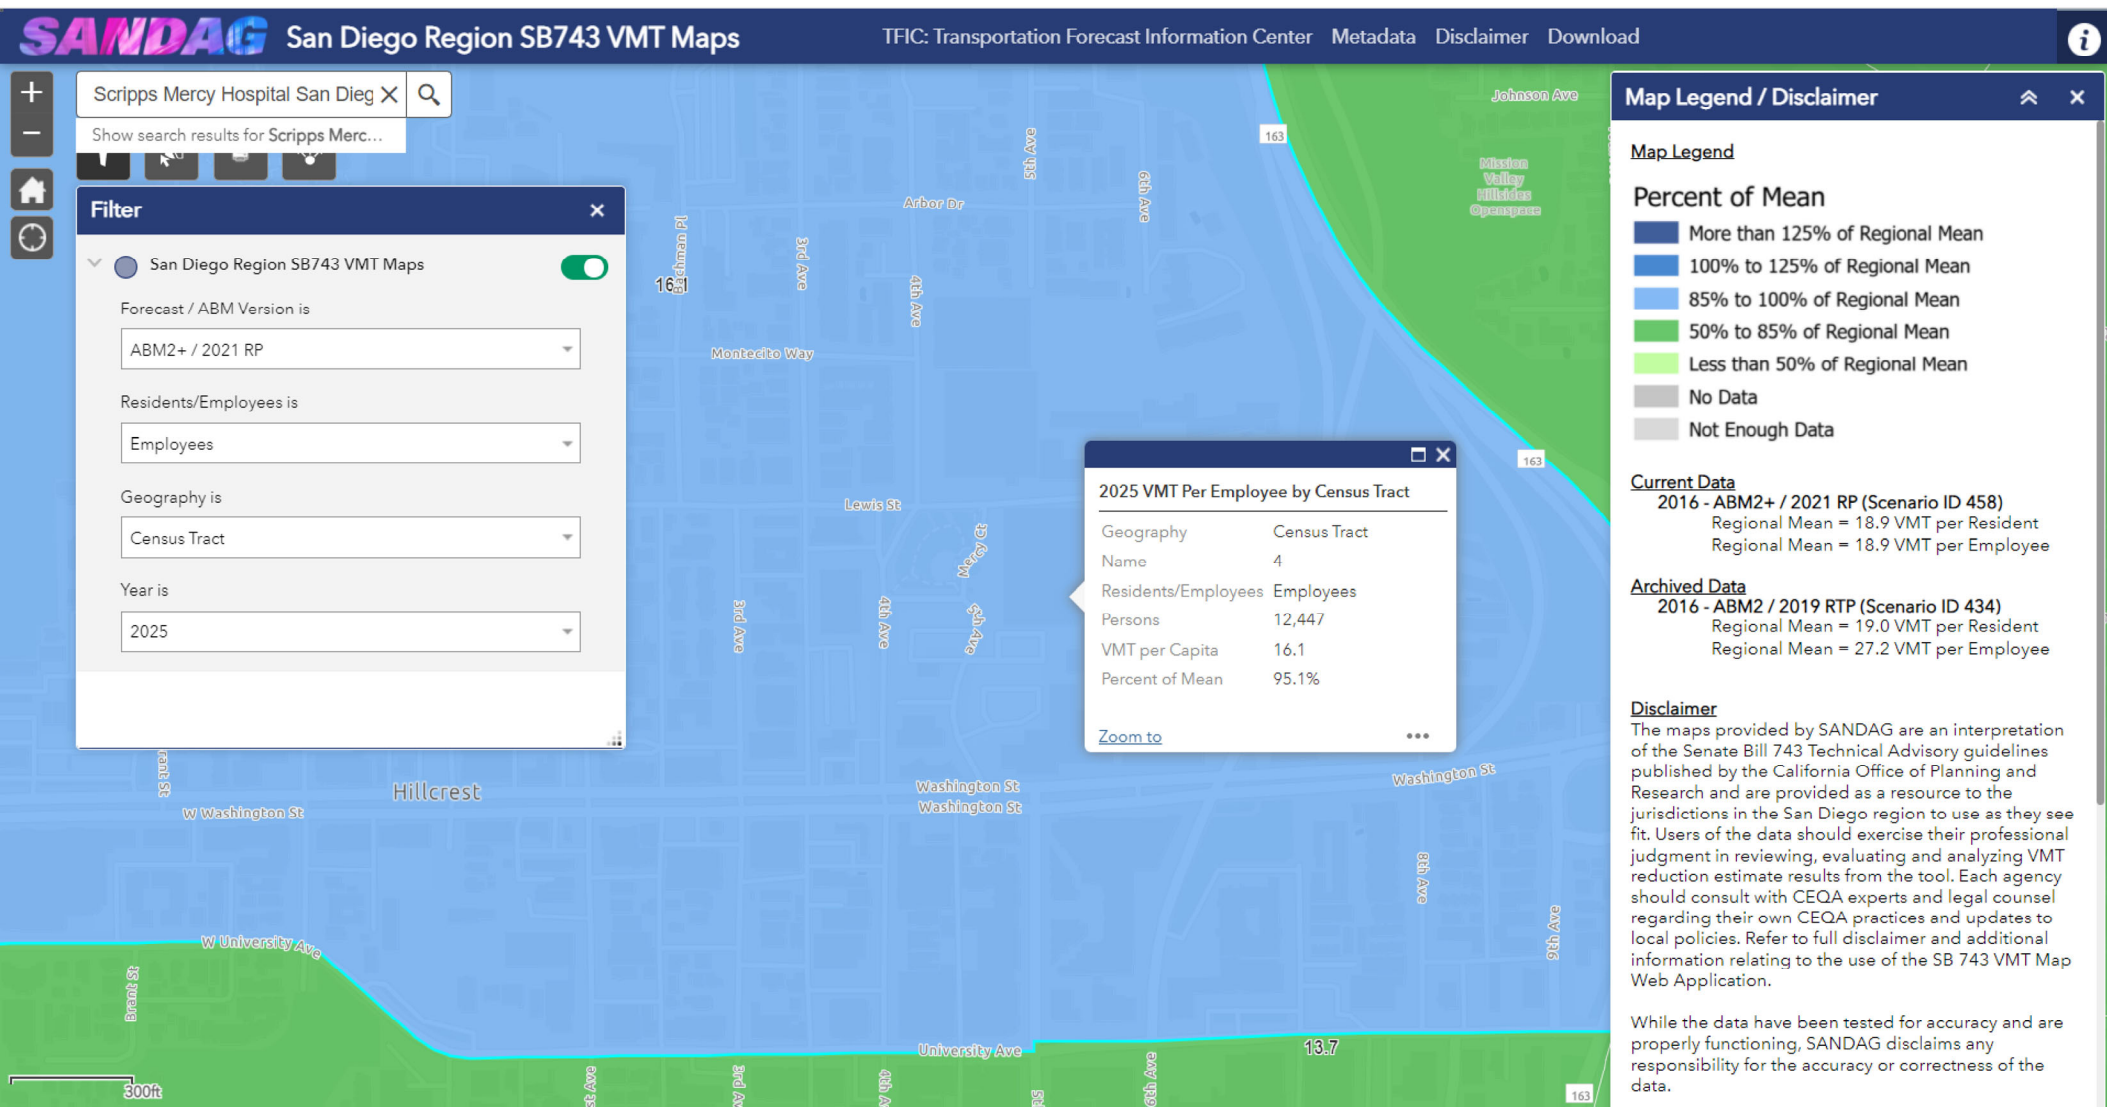 SANDAG San Diego Region SB743 VMT Maps
TFIC: Transportation Forecast Information Center Metadata Disclaimer Download
i
+
−
Scripps Mercy Hospital San Dieg
Show search results for Scripps Merc...
Filter
San Diego Region SB743 VMT Maps
Forecast / ABM Version is
ABM2+ / 2021 RP
Residents/Employees is
Employees
Geography is
Census Tract
Year is
2025
Johnson Ave
163
Mission
Valley
Hillsides
Openspace
5th Ave
6th Ave
Arbor Dr
Bachman Pl
3rd Ave
4th Ave
16.1
Montecito Way
163
Lewis St
Mercy Ct
3rd Ave
4th Ave
5th Ave
2025 VMT Per Employee by Census Tract
Geography Census Tract
Name 4
Residents/Employees Employees
Persons 12,447
VMT per Capita 16.1
Percent of Mean 95.1%
Zoom to
Washington St
Washington St
Washington St
Hillcrest
W Washington St
8th Ave
9th Ave
W University Ave
Brant St
University Ave
13.7
3rd Av
6th Ave
163
300ft
Map Legend / Disclaimer
Map Legend
Percent of Mean
More than 125% of Regional Mean
100% to 125% of Regional Mean
85% to 100% of Regional Mean
50% to 85% of Regional Mean
Less than 50% of Regional Mean
No Data
Not Enough Data
Current Data
2016 - ABM2+ / 2021 RP (Scenario ID 458)
Regional Mean = 18.9 VMT per Resident
Regional Mean = 18.9 VMT per Employee
Archived Data
2016 - ABM2 / 2019 RTP (Scenario ID 434)
Regional Mean = 19.0 VMT per Resident
Regional Mean = 27.2 VMT per Employee
Disclaimer
The maps provided by SANDAG are an interpretation
of the Senate Bill 743 Technical Advisory guidelines
published by the California Office of Planning and
Research and are provided as a resource to the
jurisdictions in the San Diego region to use as they see
fit. Users of the data should exercise their professional
judgment in reviewing, evaluating and analyzing VMT
reduction estimate results from the tool. Each agency
should consult with CEQA experts and legal counsel
regarding their own CEQA practices and updates to
local policies. Refer to full disclaimer and additional
information relating to the use of the SB 743 VMT Map
Web Application.
While the data have been tested for accuracy and are
properly functioning, SANDAG disclaims any
responsibility for the accuracy or correctness of the
data.